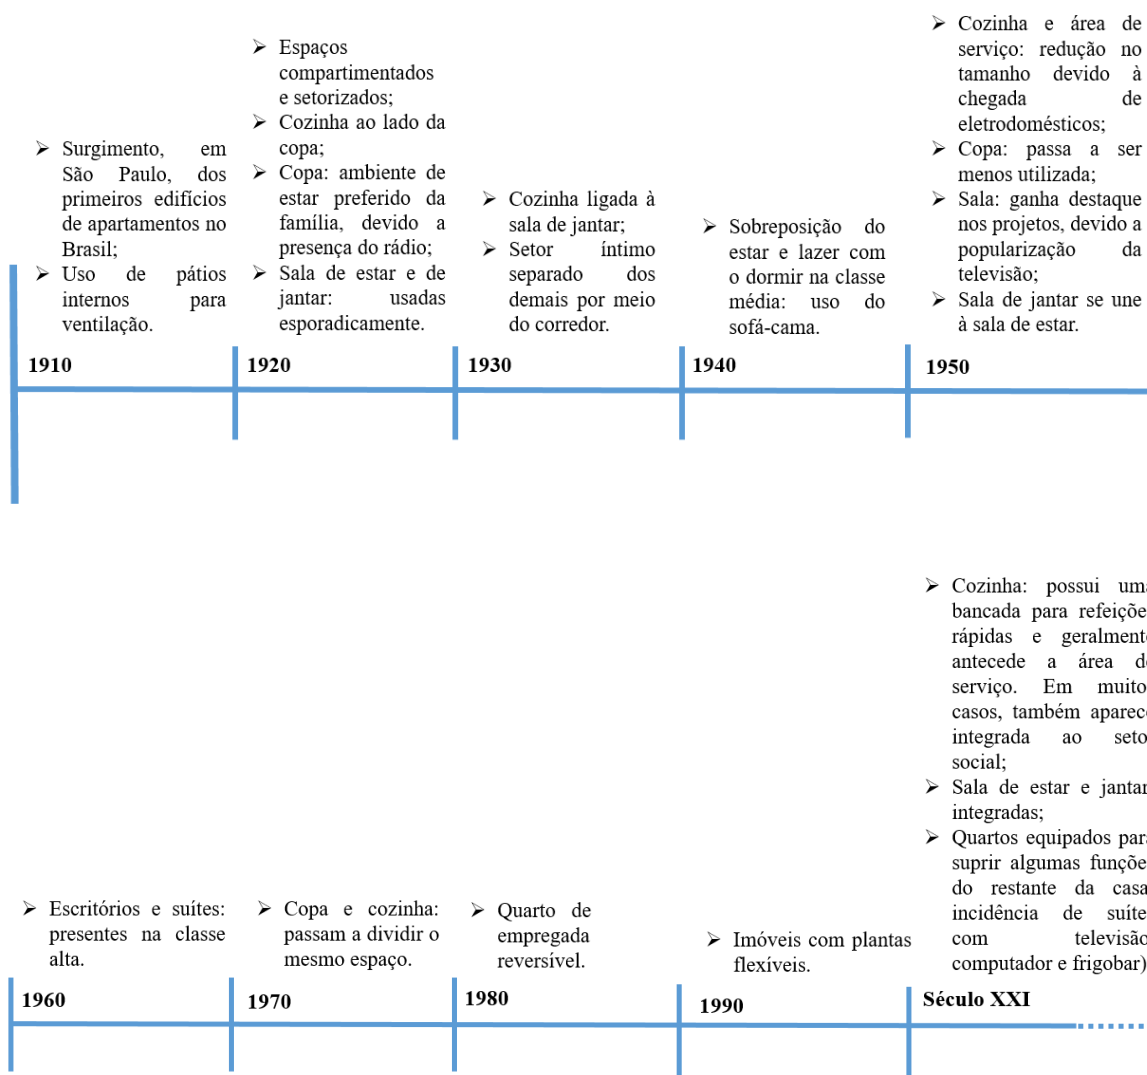 ➢ Surgimento, em
São Paulo, dos
primeiros edifícios
de apartamentos no
Brasil;
➢ Uso de pátios
internos para
ventilação.
1910
➢ Espaços
compartimentados
e setorizados;
➢ Cozinha ao lado da
copa;
➢ Copa: ambiente de
estar preferido da
família, devido a
presença do rádio;
➢ Sala de estar e de
jantar: usadas
esporadicamente.
1920
➢ Cozinha ligada à
sala de jantar;
➢ Setor íntimo
separado dos
demais por meio
do corredor.
1930
➢ Sobreposição do
estar e lazer com
o dormir na classe
média: uso do
sofá-cama.
1940
➢ Cozinha e área de
serviço: redução no
tamanho devido à
chegada de
eletrodomésticos;
➢ Copa: passa a ser
menos utilizada;
➢ Sala: ganha destaque
nos projetos, devido a
popularização da
televisão;
➢ Sala de jantar se une
à sala de estar.
1950
➢ Escritórios e suítes:
presentes na classe
alta.
1960
➢ Copa e cozinha:
passam a dividir o
mesmo espaço.
1970
➢ Quarto de
empregada
reversível.
1980
➢ Imóveis com plantas
flexíveis.
1990
➢ Cozinha: possui uma
bancada para refeiçõe
rápidas e geralmente
antecede a área de
serviço. Em muito
casos, também aparece
integrada ao seto
social;
➢ Sala de estar e jantar
integradas;
➢ Quartos equipados para
suprir algumas funçõe
do restante da casa
incidência de suíte
com televisão
computador e frigobar)
Século XXI